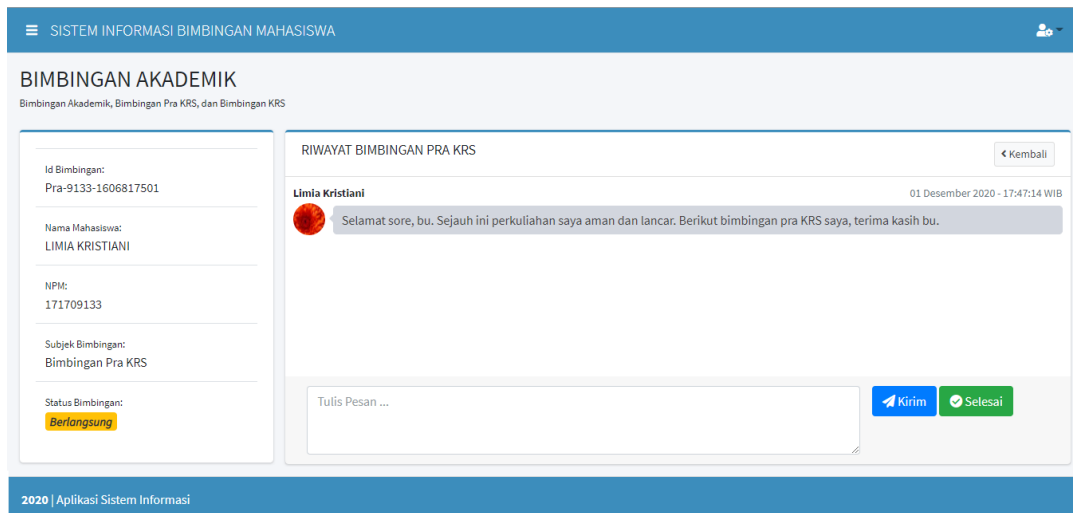 SISTEM INFORMASI BIMBINGAN MAHASISWA
BIMBINGAN AKADEMIK
Bimbingan Akademik, Bimbingan Pra KRS, dan Bimbingan KRS
Id Bimbingan:
Pra-9133-1606817501
Nama Mahasiswa:
LIMIA KRISTIANI
NPM:
171709133
Subjek Bimbingan:
Bimbingan Pra KRS
Status Bimbingan:
Berlangsung
RIWAYAT BIMBINGAN PRA KRS
Kembali
Limia Kristiani
01 Desember 2020 - 17:47:14 WIB
Selamat sore, bu. Sejauh ini perkuliahan saya aman dan lancar. Berikut bimbingan pra KRS saya, terima kasih bu.
Tulis Pesan ...
Kirim
Selesai
2020 | Aplikasi Sistem Informasi